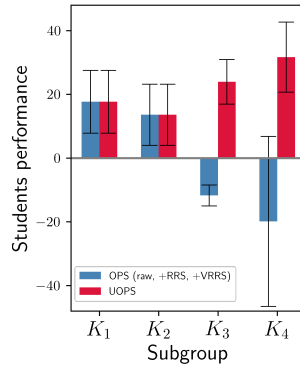 Students performance
40
20
0
−20
−40
OPS (raw, +RRS, +VRRS)
UOPS
K₁ K₂ K₃ K₄
Subgroup